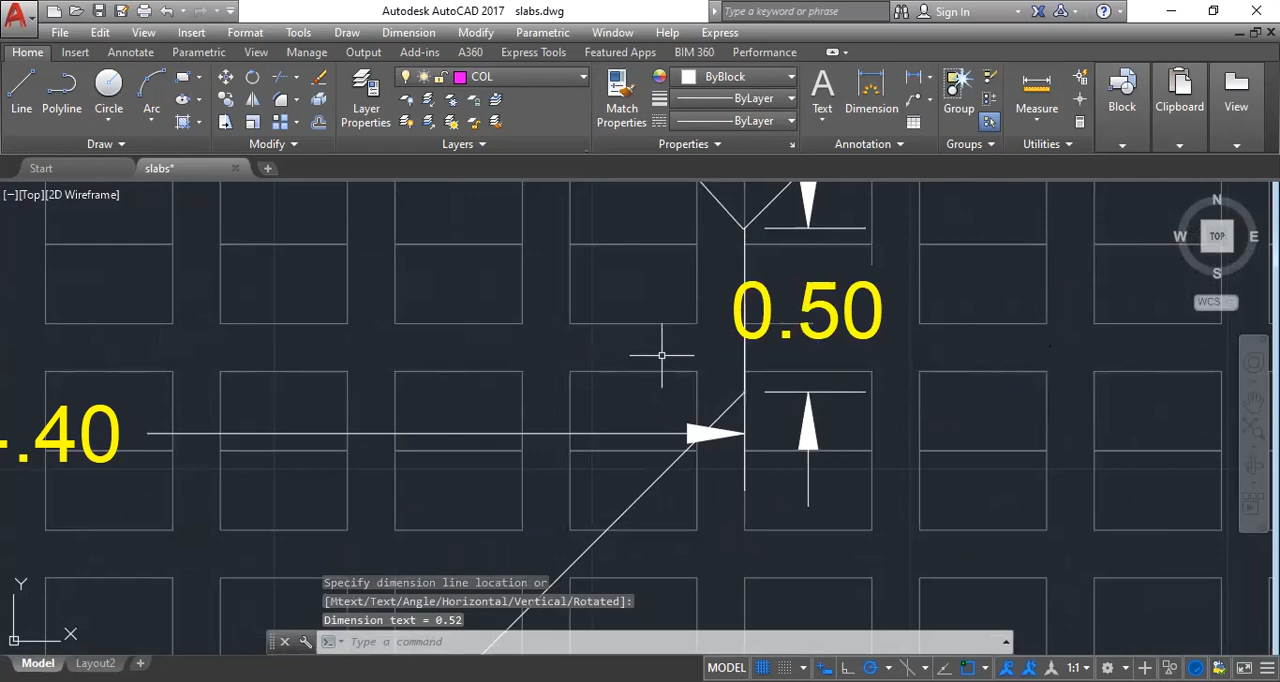 Autodesk AutoCAD 2017 slabs.dwg
Type a keyword or phrase
Sign In
File Edit View Insert Format Tools Draw Dimension Modify Parametric Window Help Express
Home Insert Annotation Parametric View Manage Output Add-ins A360 Express Tools Featured Apps BIM 360 Performance
COL
ByBlock
ByLayer
ByLayer
Line Polyline Circle Arc
Layer Properties
Match Properties
Text Dimension
Group
Measure
Block
Clipboard
View
Draw Modify Layers Properties Annotation Groups Utilities
Start slabs*
[−][Top][2D Wireframe]
N
W TOP E
S
WCS
0.50
.40
Specify dimension line location or
[Mtext/Text/Angle/Horizontal/Vertical/Rotated]:
Dimension text = 0.52
Type a command
Y
X
Model Layout2
MODEL 1:1